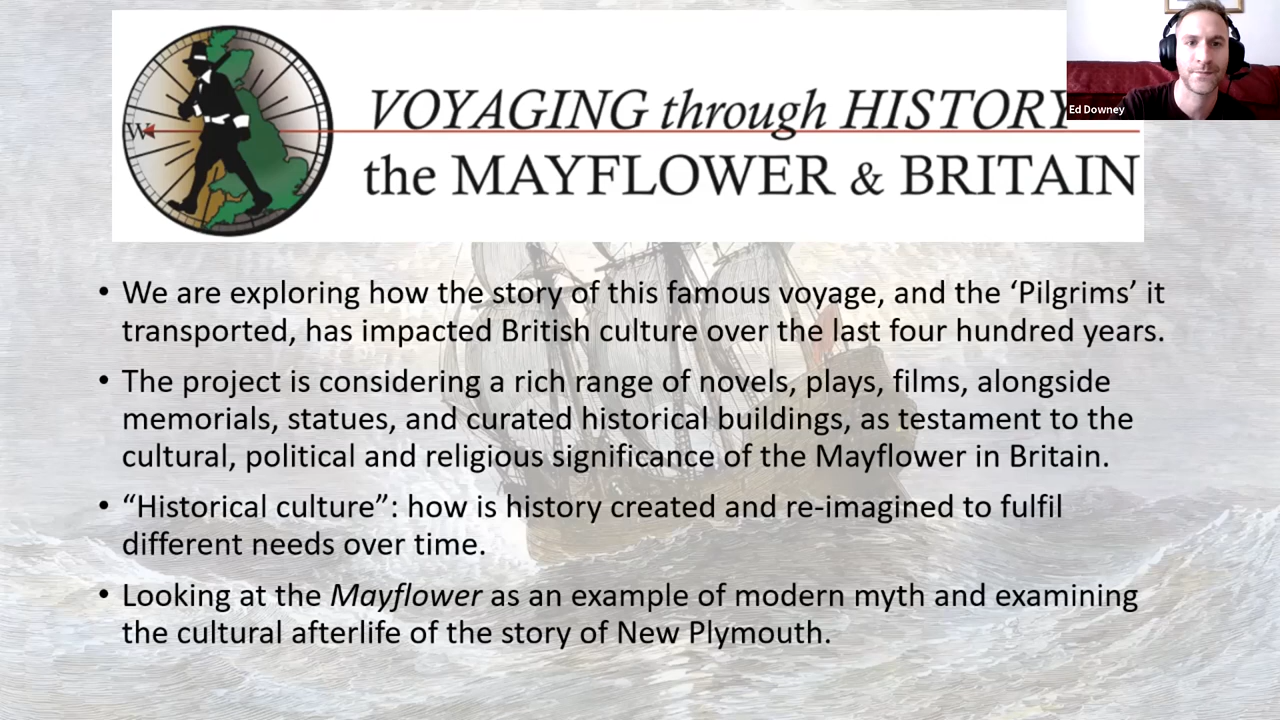 VOYAGING through HISTORY
Ed Downey
W
the MAYFLOWER & BRITAIN
• We are exploring how the story of this famous voyage, and the ‘Pilgrims’ it
transported, has impacted British culture over the last four hundred years.
• The project is considering a rich range of novels, plays, films, alongside
memorials, statues, and curated historical buildings, as testament to the
cultural, political and religious significance of the Mayflower in Britain.
• “Historical culture”: how is history created and re-imagined to fulfil
different needs over time.
• Looking at the Mayflower as an example of modern myth and examining
the cultural afterlife of the story of New Plymouth.